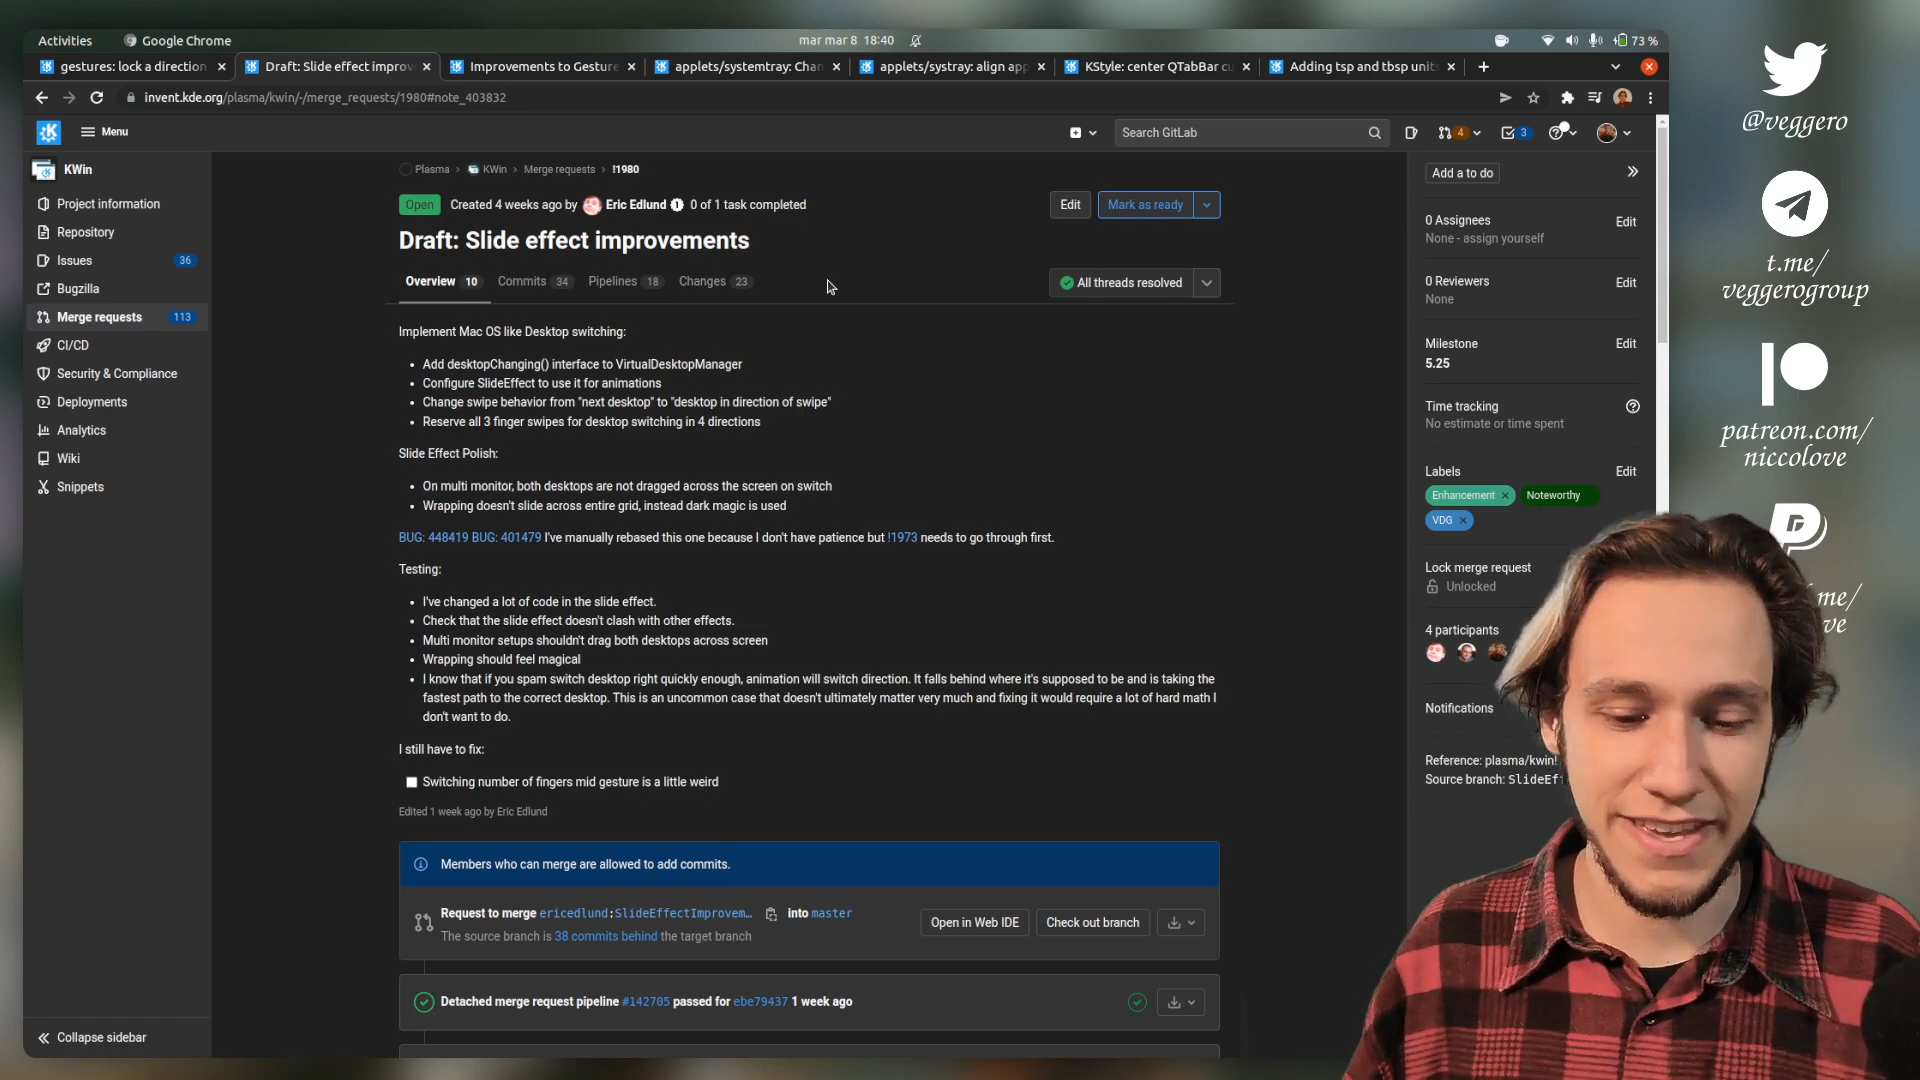 Activities
Google Chrome
mar mar 8 18:40
73 %
gestures: lock a direction
Draft: Slide effect improv
Improvements to Gesture
applets/systemtray: Chan
applets/systray: align app
KStyle: center QTabBar cu
Adding tsp and tbsp units
invent.kde.org/plasma/kwin/-/merge_requests/1980#note_403832
Menu
Search GitLab
4
3
KWin
Project information
Repository
Issues 36
Bugzilla
Merge requests 113
CI/CD
Security & Compliance
Deployments
Analytics
Wiki
Snippets
Collapse sidebar
Plasma > KWin > Merge requests > !1980
Open Created 4 weeks ago by Eric Edlund 0 of 1 task completed
Edit
Mark as ready
Draft: Slide effect improvements
Overview 10 Commits 34 Pipelines 18 Changes 23
All threads resolved
Implement Mac OS like Desktop switching:
• Add desktopChanging() interface to VirtualDesktopManager
• Configure SlideEffect to use it for animations
• Change swipe behavior from "next desktop" to "desktop in direction of swipe"
• Reserve all 3 finger swipes for desktop switching in 4 directions
Slide Effect Polish:
• On multi monitor, both desktops are not dragged across the screen on switch
• Wrapping doesn't slide across entire grid, instead dark magic is used
BUG: 448419 BUG: 401479 I've manually rebased this one because I don't have patience but !1973 needs to go through first.
Testing:
• I've changed a lot of code in the slide effect.
• Check that the slide effect doesn't clash with other effects.
• Multi monitor setups shouldn't drag both desktops across screen
• Wrapping should feel magical
• I know that if you spam switch desktop right quickly enough, animation will switch direction. It falls behind where it's supposed to be and is taking the
fastest path to the correct desktop. This is an uncommon case that doesn't ultimately matter very much and fixing it would require a lot of hard math I
don't want to do.
I still have to fix:
Switching number of fingers mid gesture is a little weird
Edited 1 week ago by Eric Edlund
Members who can merge are allowed to add commits.
Request to merge ericedlund:SlideEffectImprovem… into master
The source branch is 38 commits behind the target branch
Open in Web IDE
Check out branch
Detached merge request pipeline #142705 passed for ebe79437 1 week ago
Add a to do
0 Assignees Edit
None - assign yourself
0 Reviewers Edit
None
Milestone Edit
5.25
Time tracking
No estimate or time spent
Labels Edit
Enhancement Noteworthy
VDG
Lock merge request
Unlocked
4 participants
Notifications
Reference: plasma/kwin!
Source branch: SlideEf
@veggero
t.me/
veggerogroup
patreon.com/
niccolove
me/
ve